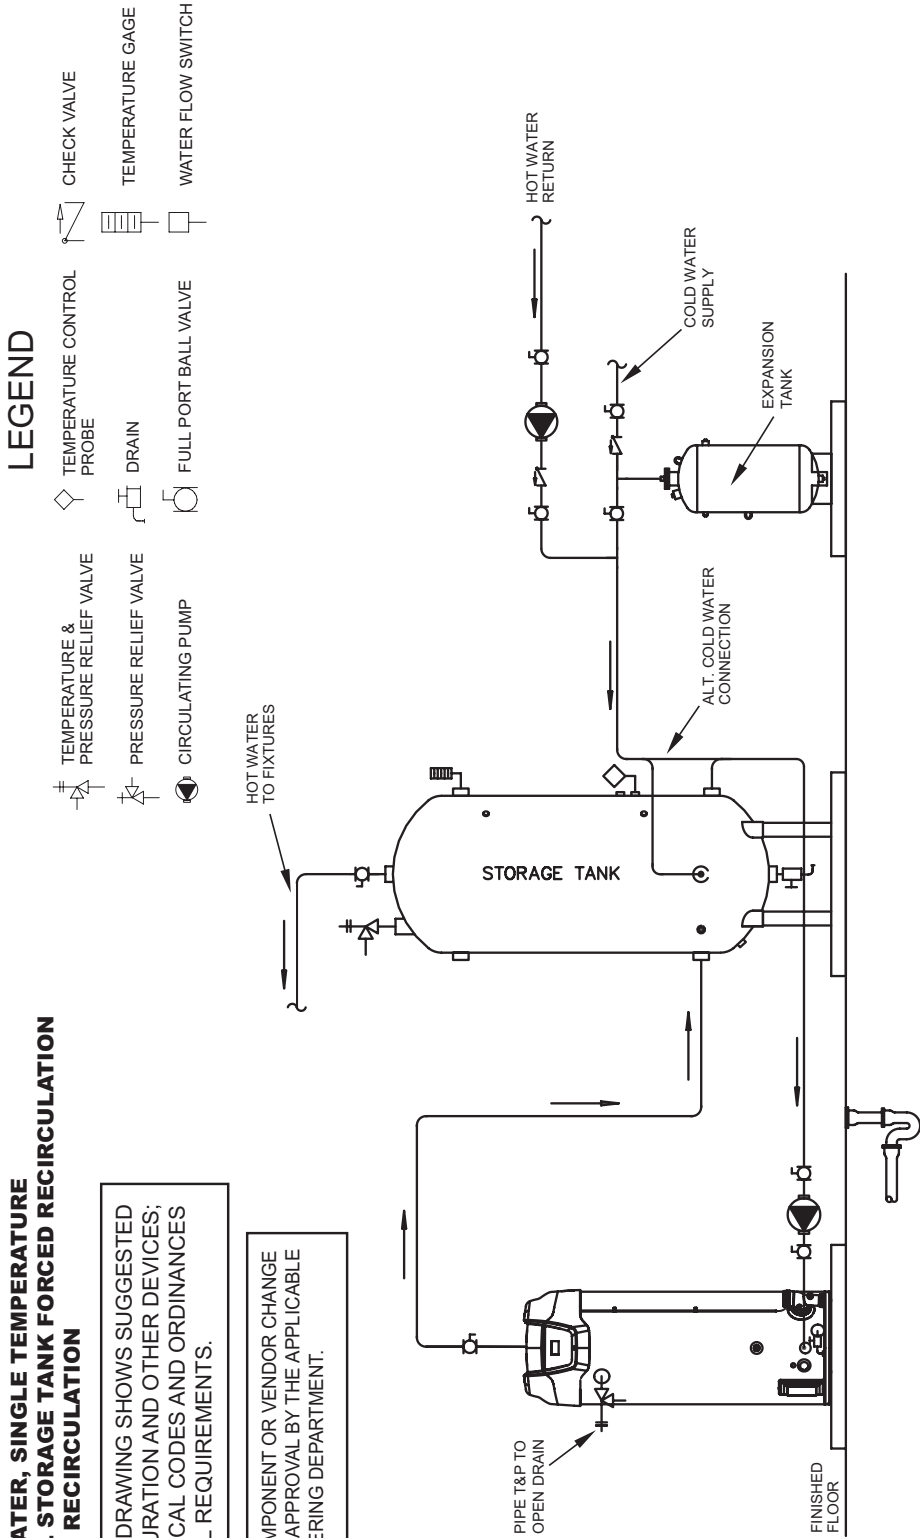 ATER, SINGLE TEMPERATURE
STORAGE TANK FORCED RECIRCULATION
RECIRCULATION
DRAWING SHOWS SUGGESTED
URATION AND OTHER DEVICES;
CAL CODES AND ORDINANCES
REQUIREMENTS.
MPONENT OR VENDOR CHANGE
APPROVAL BY THE APPLICABLE
ERING DEPARTMENT.
LEGEND
TEMPERATURE &
PRESSURE RELIEF VALVE
PRESSURE RELIEF VALVE
CIRCULATING PUMP
TEMPERATURE CONTROL
PROBE
DRAIN
FULL PORT BALL VALVE
CHECK VALVE
TEMPERATURE GAGE
WATER FLOW SWITCH
HOT WATER
TO FIXTURES
STORAGE TANK
HOT WATER
RETURN
COLD WATER
SUPPLY
ALT. COLD WATER
CONNECTION
EXPANSION
TANK
PIPE T&P TO
OPEN DRAIN
FINISHED
FLOOR